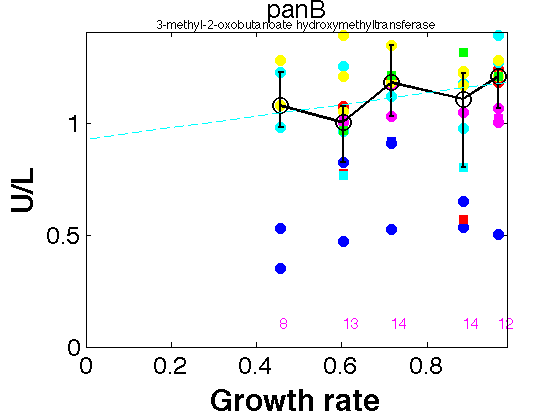 panB
3-methyl-2-oxobutanoate hydroxymethyltransferase
1
0.5
0
U/L
8 13 14 14 12
0 0.2 0.4 0.6 0.8
Growth rate